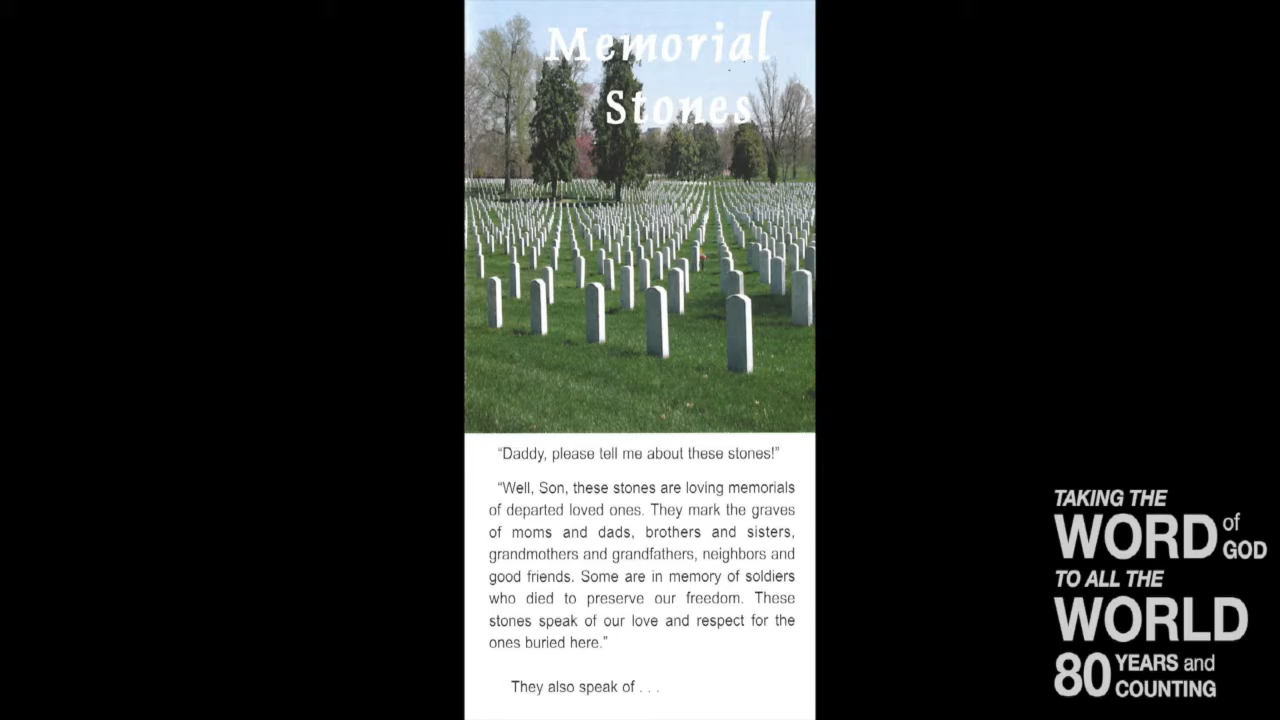 Memorial
Stones
“Daddy, please tell me about these stones!”
“Well, Son, these stones are loving memorials
of departed loved ones. They mark the graves
of moms and dads, brothers and sisters,
grandmothers and grandfathers, neighbors and
good friends. Some are in memory of soldiers
who died to preserve our freedom. These
stones speak of our love and respect for the
ones buried here.”
They also speak of . . .
TAKING THE
WORD of GOD
TO ALL THE
WORLD
80 YEARS and
COUNTING